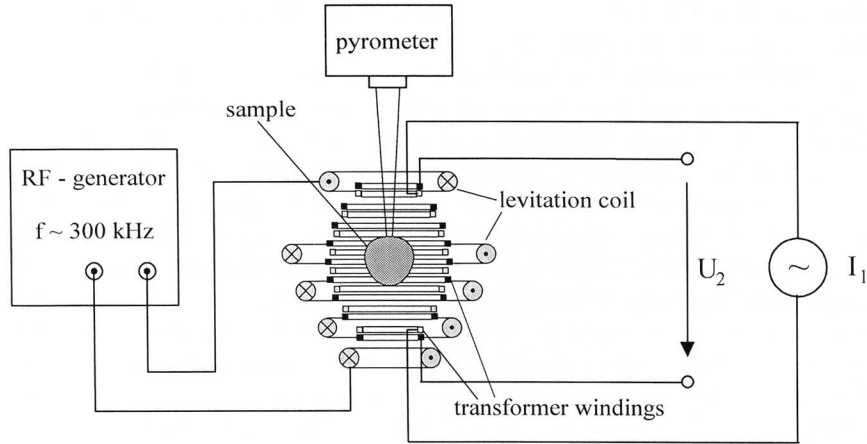 pyrometer
sample
RF - generator
f ~ 300 kHz
levitation coil
U2
~
I1
transformer windings